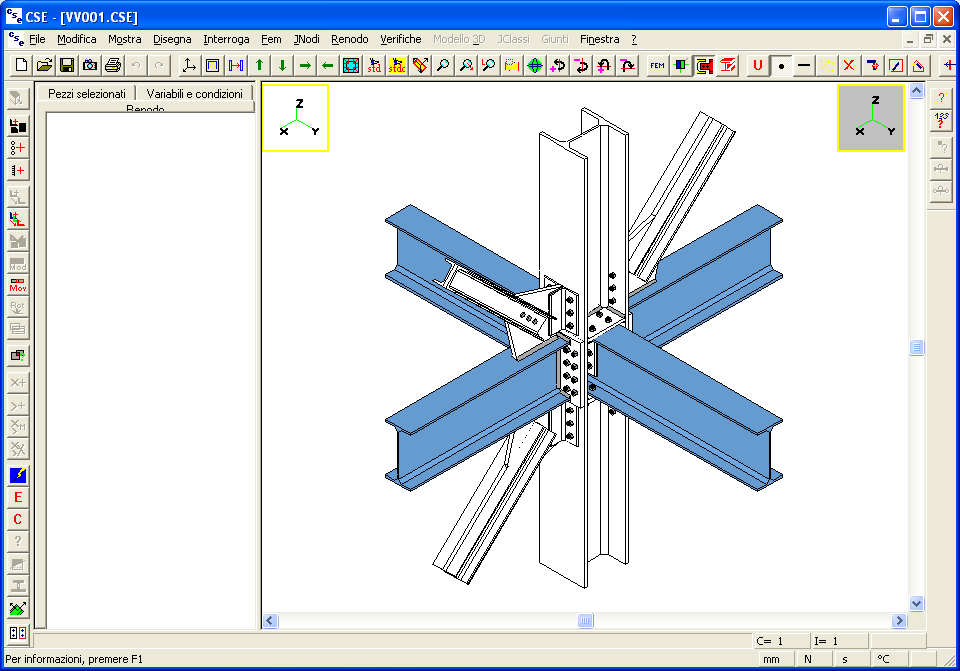 CSE - [VV001.CSE]
File Modifica Mostra Disegna Interroga Fem JNodi Renodo Verifiche Modello 3D JClassi Giunti Finestra ?
std stdc FEM U
Pezzi selezionati Variabili e condizioni
Renodo
Z
X Y
Z
X Y
Mod
Mov
Rot
E
C
?
?
123
?
?
C= 1 I= 1
Per informazioni, premere F1
mm N s °C